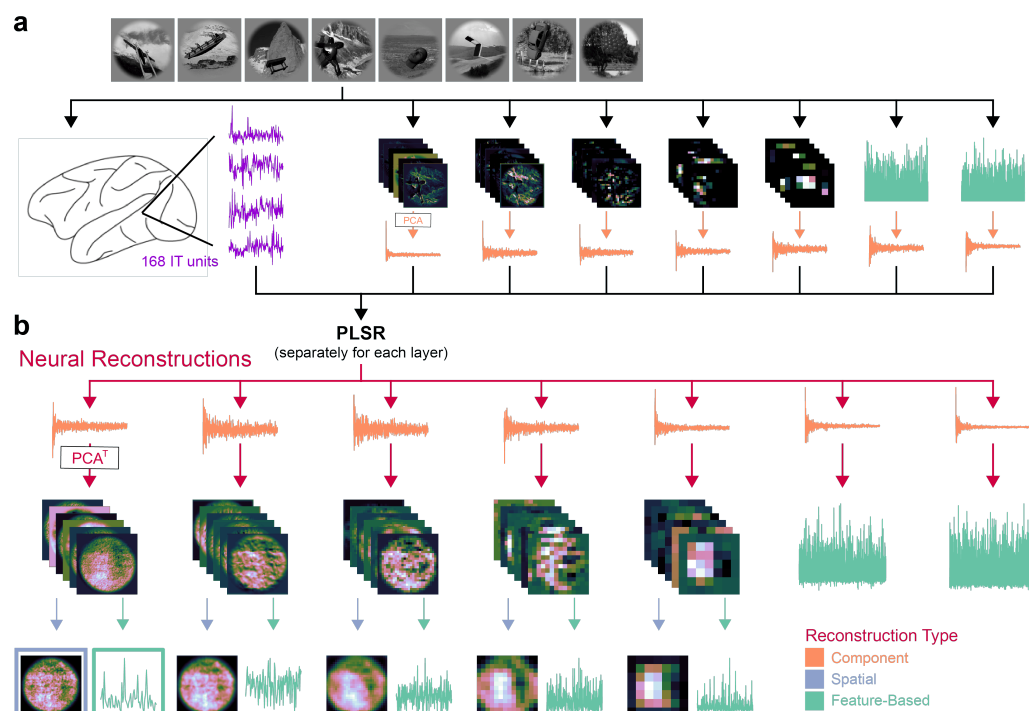 a
168 IT units
PCA
b
PLSR
(separately for each layer)
Neural Reconstructions
PCAᵀ
Reconstruction Type
Component
Spatial
Feature-Based